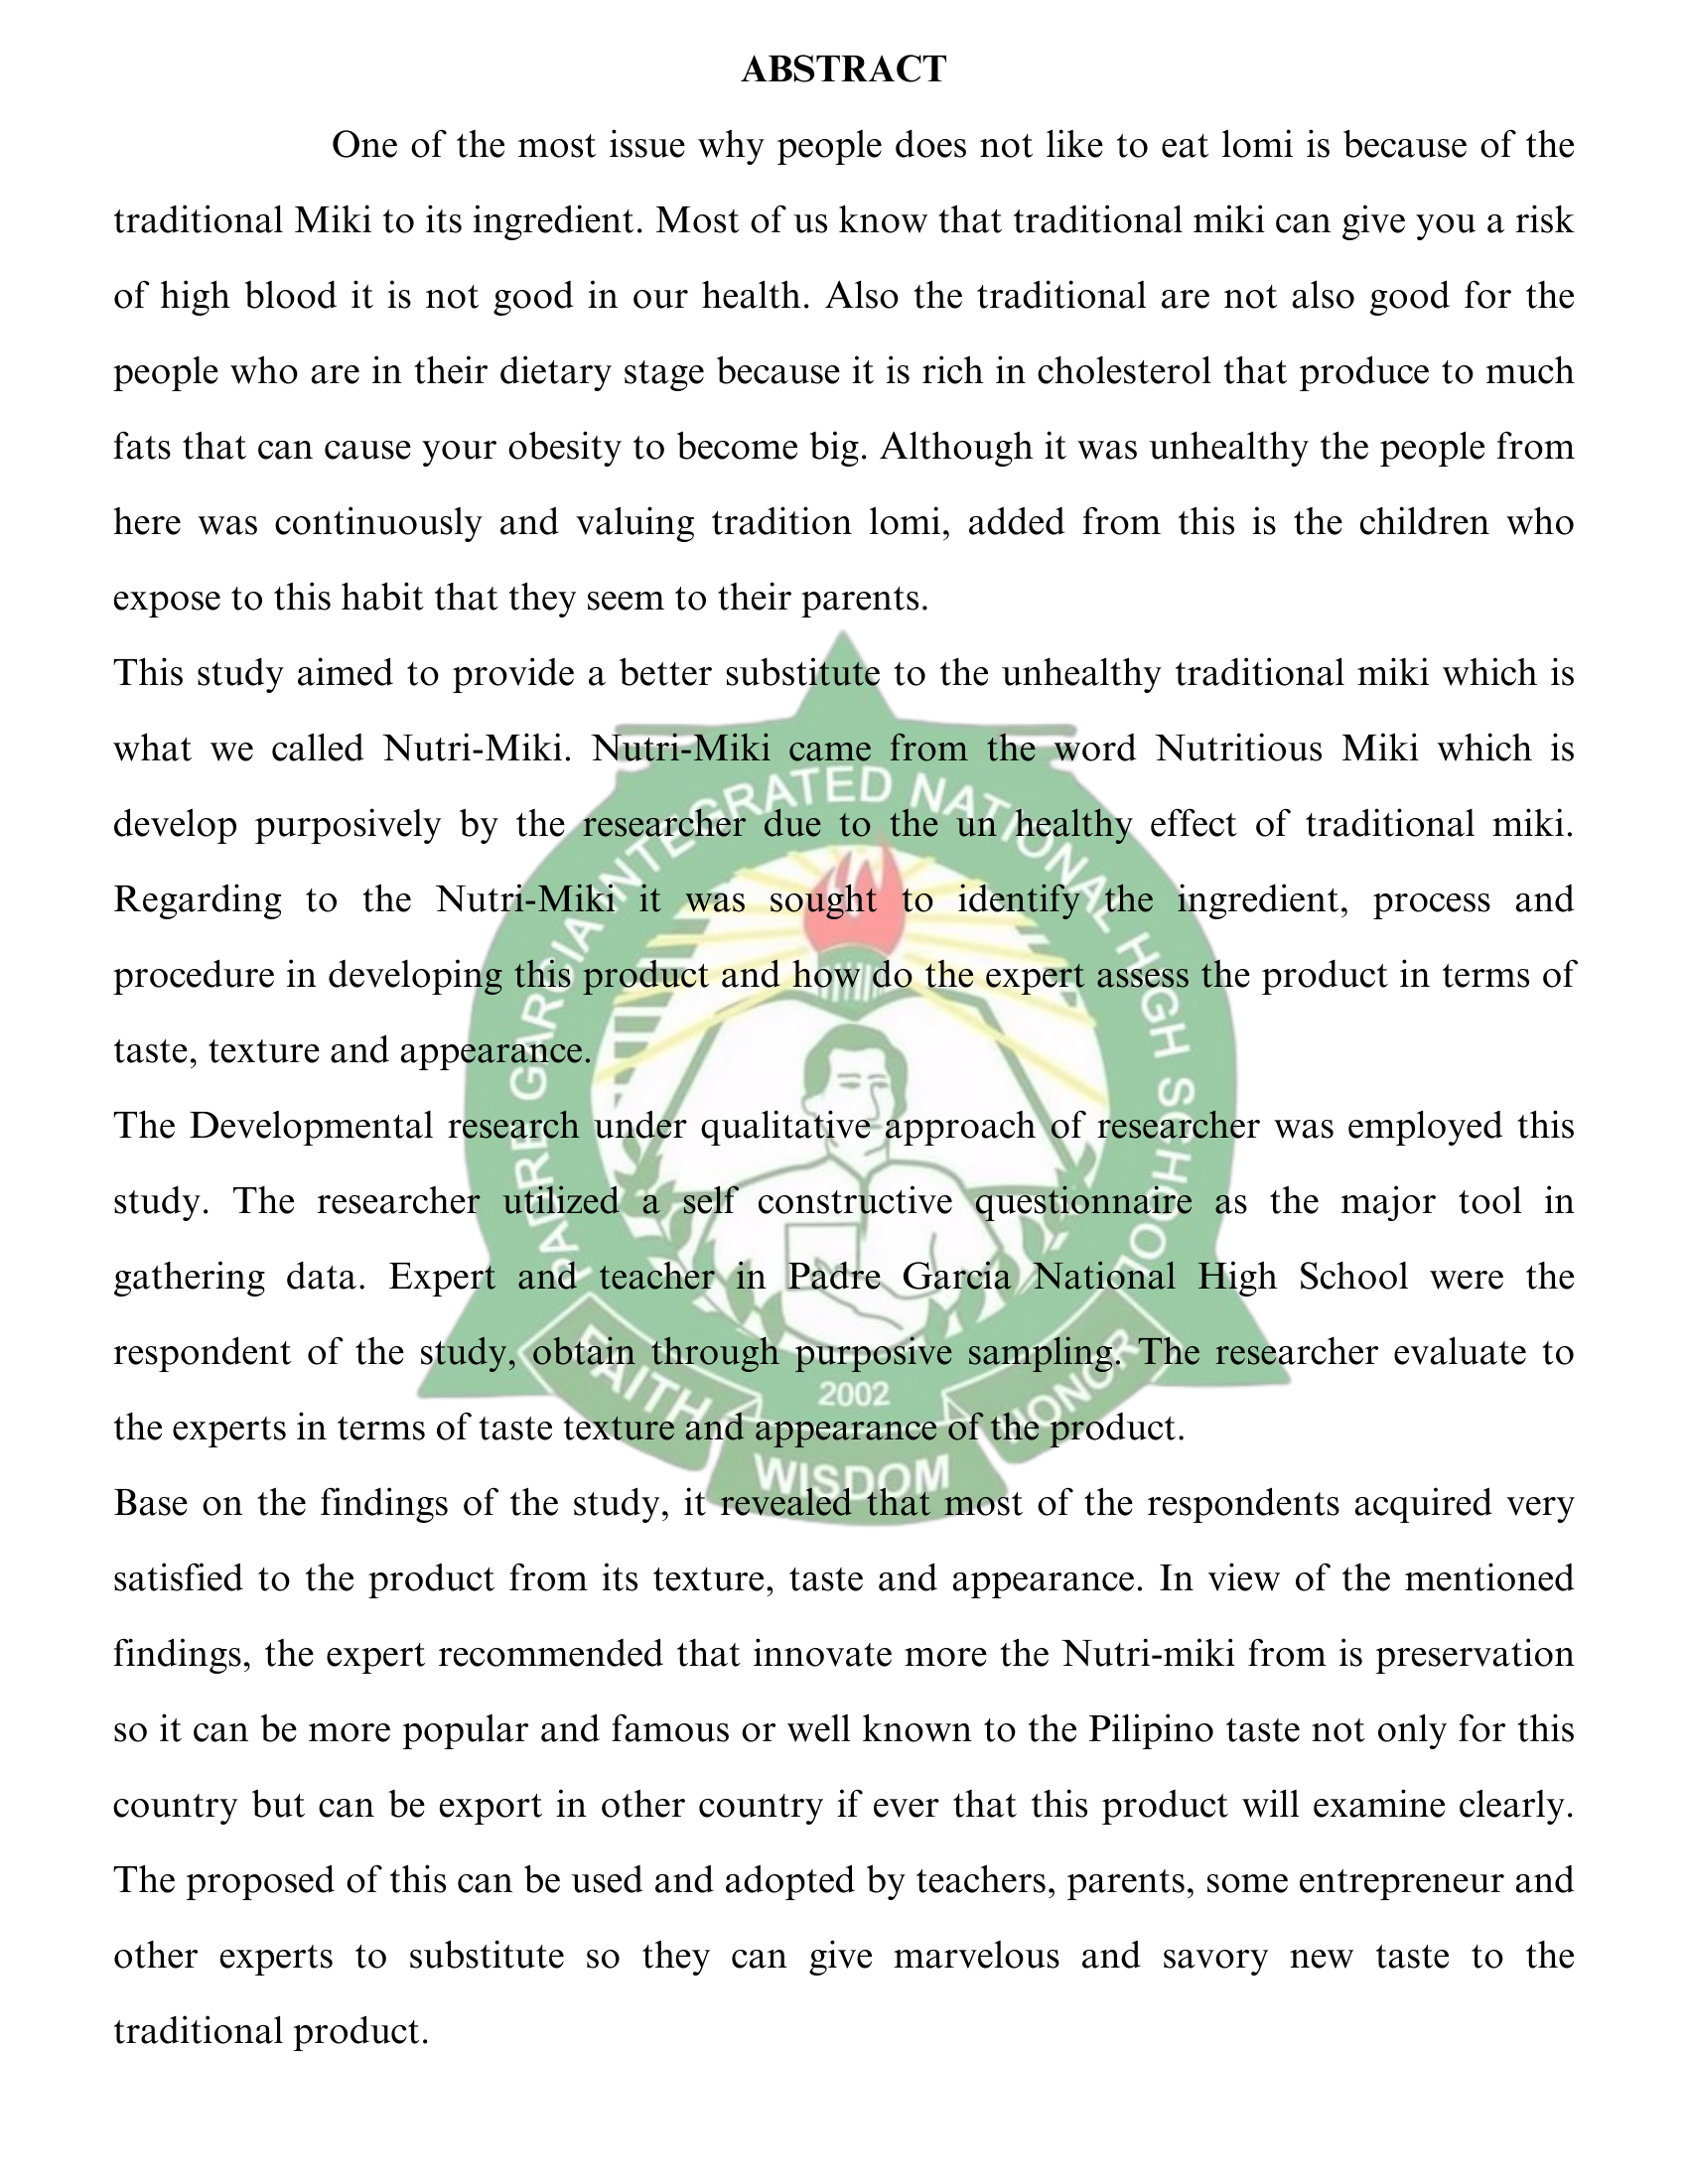 ABSTRACT
One of the most issue why people does not like to eat lomi is because of the
traditional Miki to its ingredient. Most of us know that traditional miki can give you a risk
of high blood it is not good in our health. Also the traditional are not also good for the
people who are in their dietary stage because it is rich in cholesterol that produce to much
fats that can cause your obesity to become big. Although it was unhealthy the people from
here was continuously and valuing tradition lomi, added from this is the children who
expose to this habit that they seem to their parents.
This study aimed to provide a better substitute to the unhealthy traditional miki which is
what we called Nutri-Miki. Nutri-Miki came from the word Nutritious Miki which is
develop purposively by the researcher due to the un healthy effect of traditional miki.
Regarding to the Nutri-Miki it was sought to identify the ingredient, process and
procedure in developing this product and how do the expert assess the product in terms of
taste, texture and appearance.
The Developmental research under qualitative approach of researcher was employed this
study. The researcher utilized a self constructive questionnaire as the major tool in
gathering data. Expert and teacher in Padre Garcia National High School were the
respondent of the study, obtain through purposive sampling. The researcher evaluate to
the experts in terms of taste texture and appearance of the product.
Base on the findings of the study, it revealed that most of the respondents acquired very
satisfied to the product from its texture, taste and appearance. In view of the mentioned
findings, the expert recommended that innovate more the Nutri-miki from is preservation
so it can be more popular and famous or well known to the Pilipino taste not only for this
country but can be export in other country if ever that this product will examine clearly.
The proposed of this can be used and adopted by teachers, parents, some entrepreneur and
other experts to substitute so they can give marvelous and savory new taste to the
traditional product.
PADRE GARCIA INTEGRATED NATIONAL HIGH SCHOOL
2002
FAITH
WISDOM
HONOR